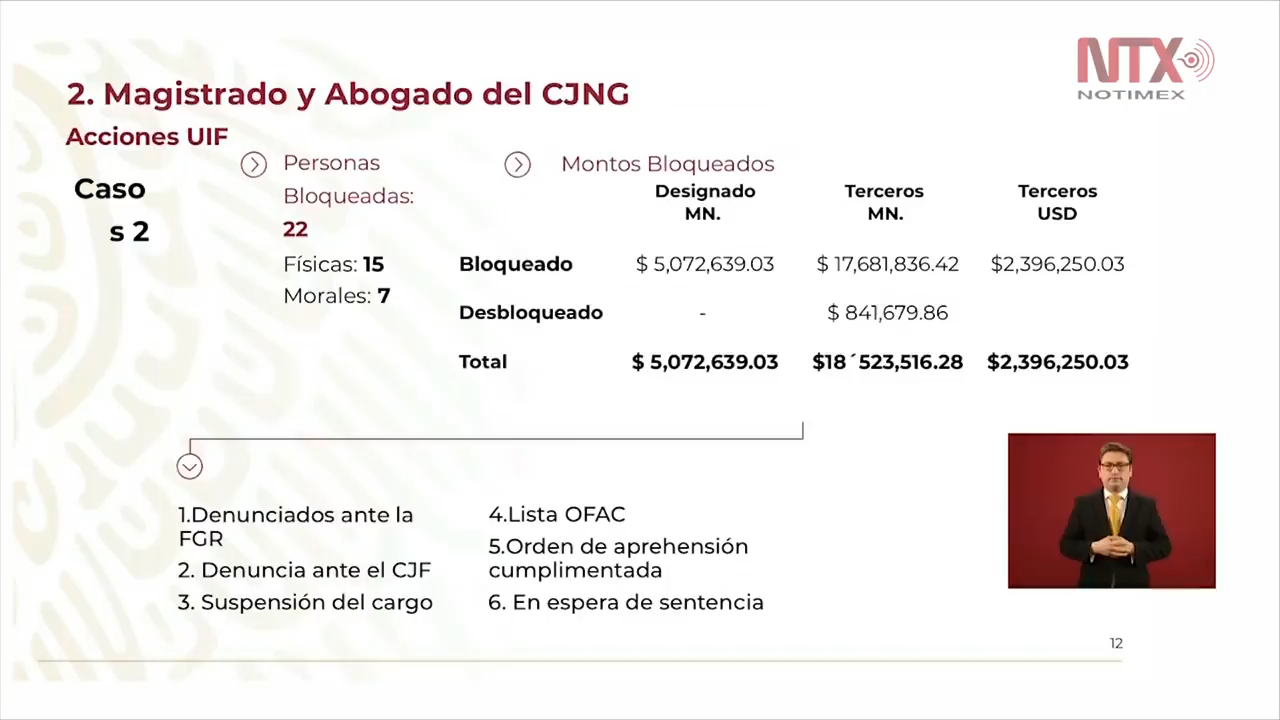 NTX
NOTIMEX
2. Magistrado y Abogado del CJNG
Acciones UIF
Caso
s 2
Personas
Bloqueadas:
22
Físicas: 15
Morales: 7
Montos Bloqueados
Designado Terceros Terceros
MN. MN. USD
Bloqueado $ 5,072,639.03 $ 17,681,836.42 $2,396,250.03
Desbloqueado - $ 841,679.86
Total $ 5,072,639.03 $18´523,516.28 $2,396,250.03
1.Denunciados ante la
FGR
2. Denuncia ante el CJF
3. Suspensión del cargo
4.Lista OFAC
5.Orden de aprehensión
cumplimentada
6. En espera de sentencia
12